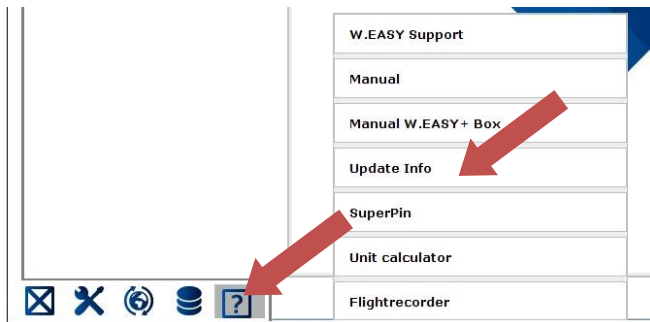 W.EASY Support
Manual
Manual W.EASY+ Box
Update Info
SuperPin
Unit calculator
?
Flightrecorder